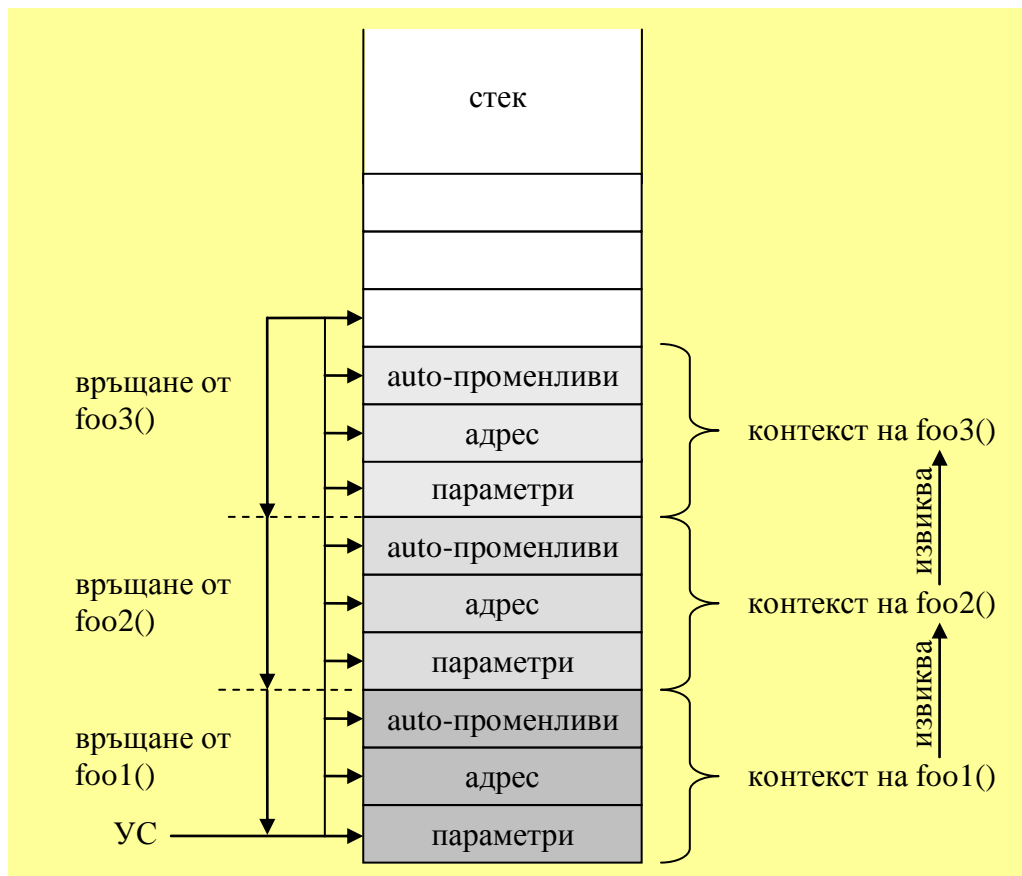 стек
auto-променливи
адрес
параметри
auto-променливи
адрес
параметри
auto-променливи
адрес
параметри
връщане от
foo3()
връщане от
foo2()
връщане от
foo1()
УС
контекст на foo3()
извиква
контекст на foo2()
извиква
контекст на foo1()